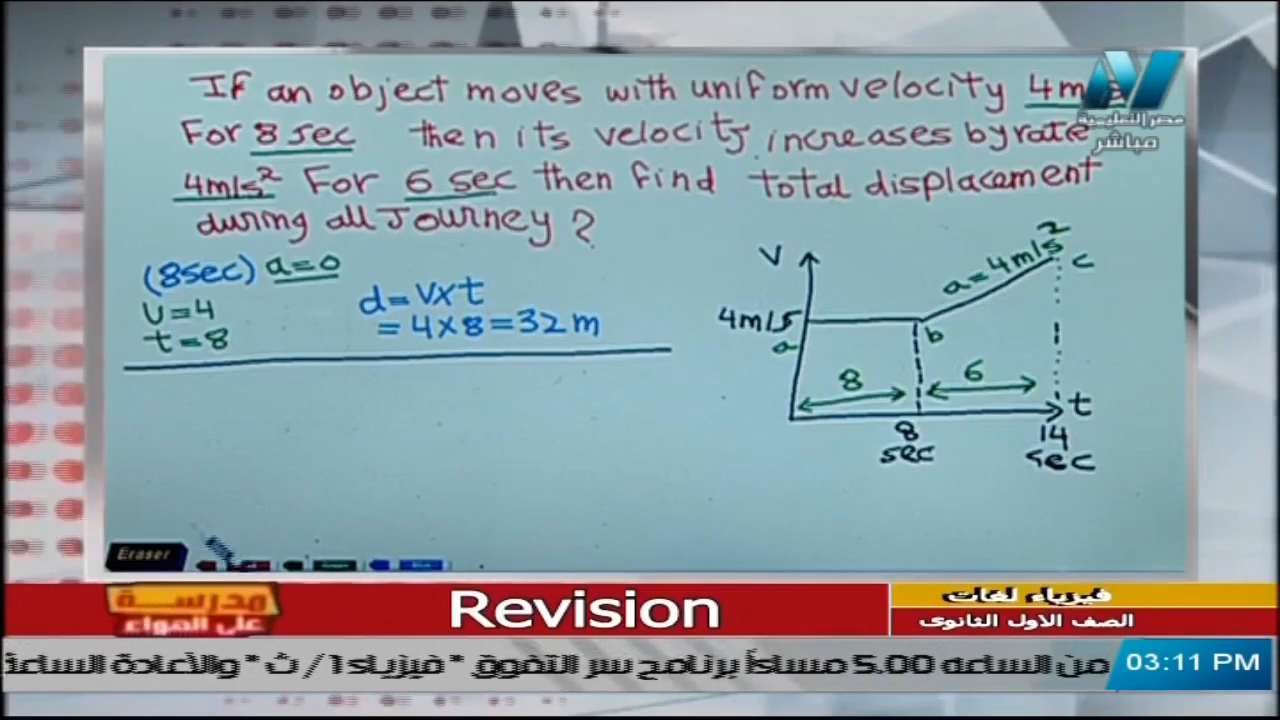 If an object moves with uniform velocity 4m/s
For 8 sec then its velocity increases by rate
4m/s² For 6 sec then find total displacement
during all Journey?
مصر التعليمية
مباشر
(8sec) a=0
v=4
t=8
d=v×t
=4×8=32m
V
a=4m/s²
c
4m/s
a
b
8
6
t
8
sec
14
sec
Eraser
مدرسة
على الهواء
Revision
فيزياء لغات
الصف الاول الثانوى
من الساعه 5.00 مساءاً برنامج سر التفوق * فيزياء 1 / ث * والأعادة الساعة
03:11 PM